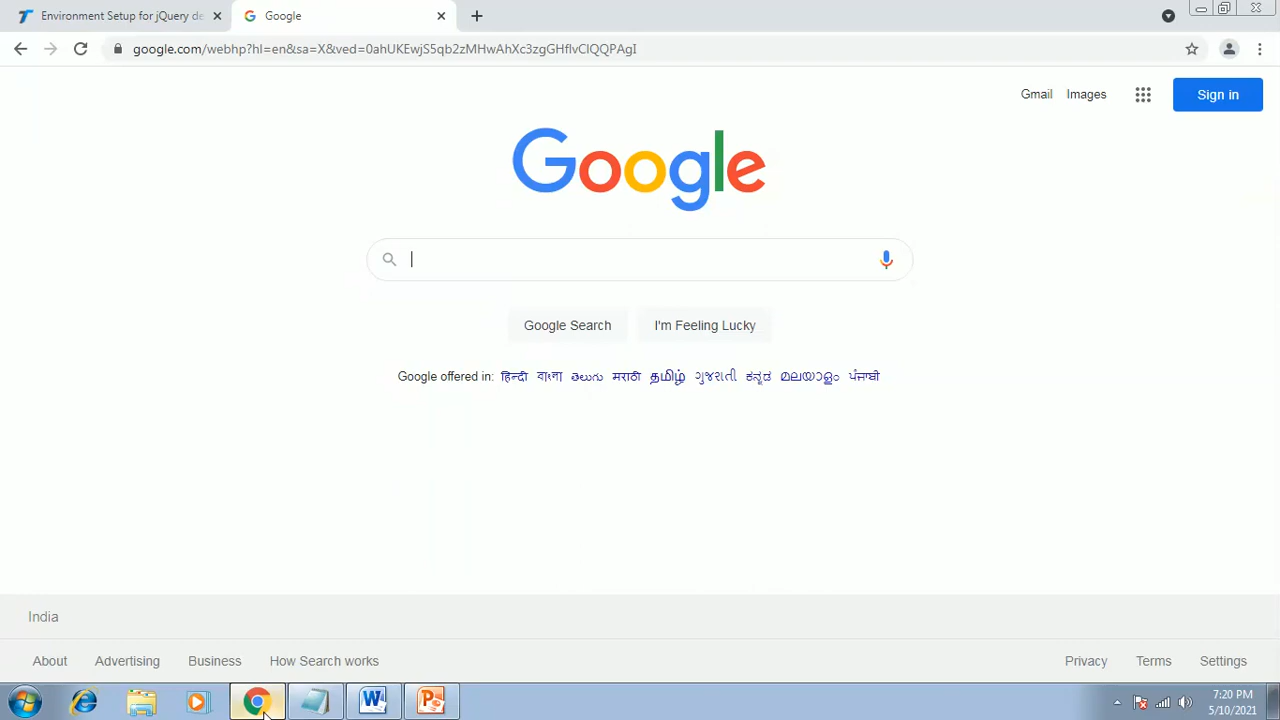 Environment Setup for jQuery de
Google
google.com/webhp?hl=en&sa=X&ved=0ahUKEwjS5qb2zMHwAhXc3zgGHflvClQQPAgI
Gmail Images Sign in
Google
Google Search I'm Feeling Lucky
Google offered in: हिन्दी বাংলা తెలుగు मराठी தமிழ் ગુજરાતી ಕನ್ನಡ മലയാളം ਪੰਜਾਬੀ
India
About Advertising Business How Search works Privacy Terms Settings
7:20 PM
5/10/2021